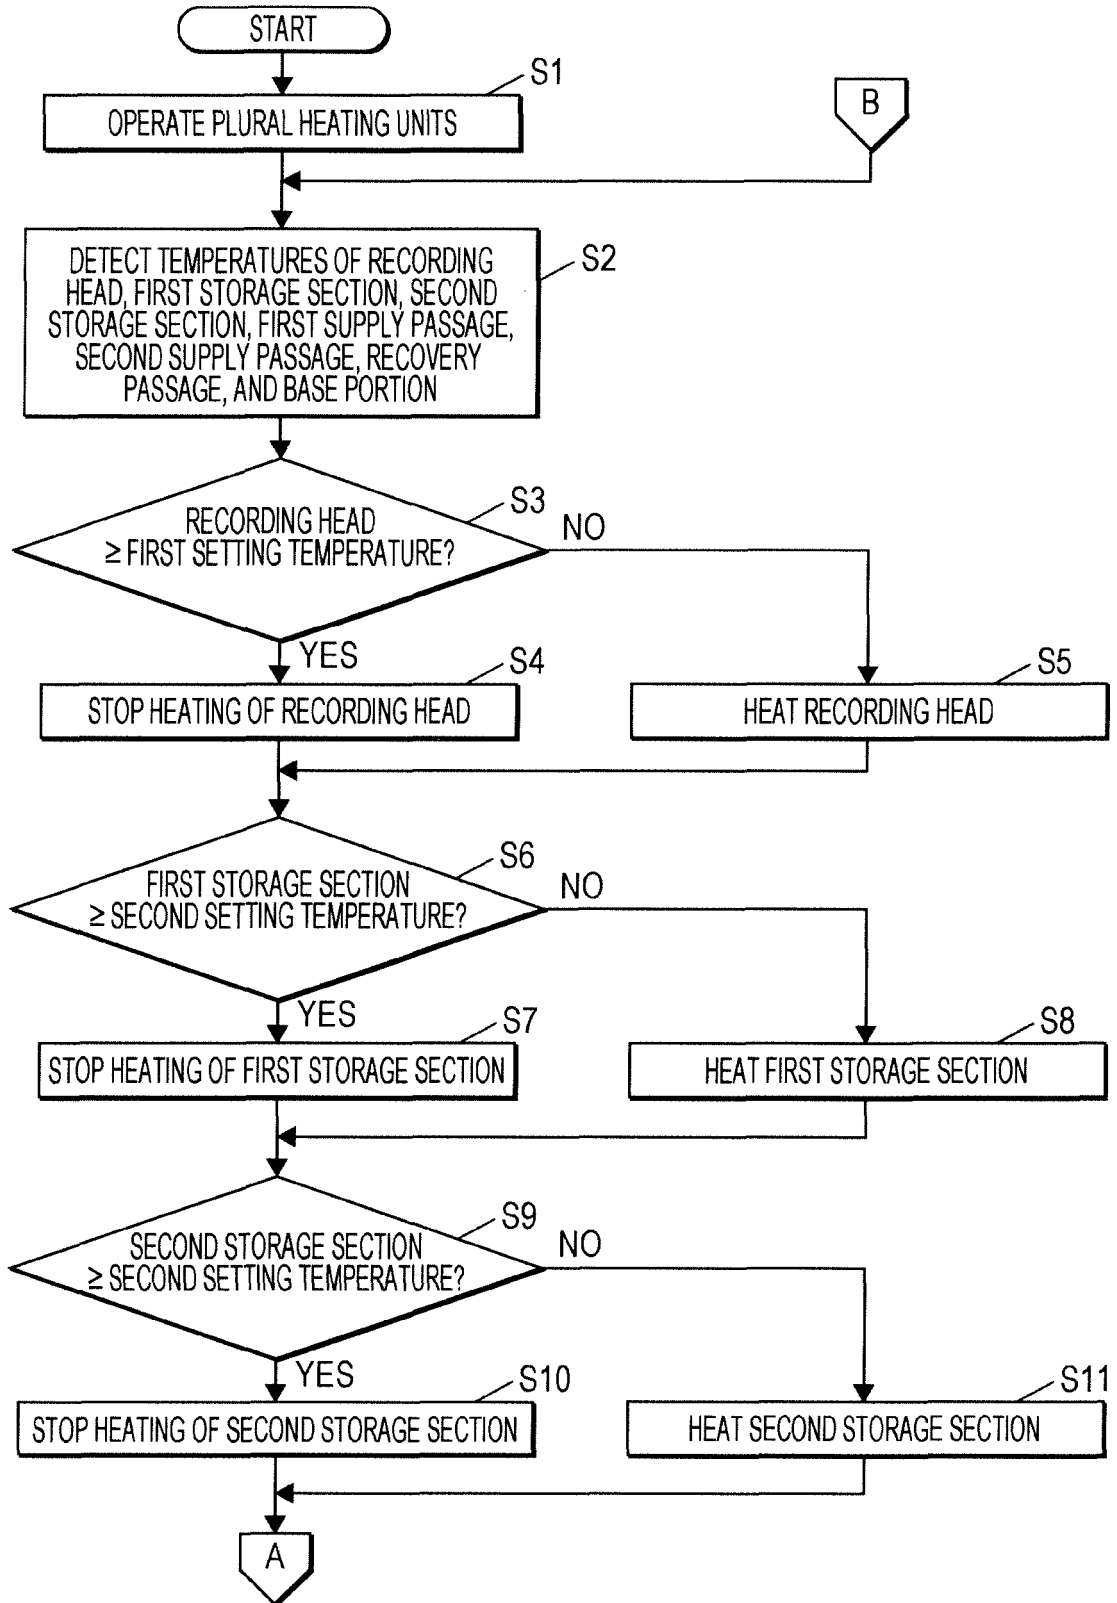 START
S1
OPERATE PLURAL HEATING UNITS
B
S2
DETECT TEMPERATURES OF RECORDING
HEAD, FIRST STORAGE SECTION, SECOND
STORAGE SECTION, FIRST SUPPLY PASSAGE,
SECOND SUPPLY PASSAGE, RECOVERY
PASSAGE, AND BASE PORTION
S3
RECORDING HEAD
≥ FIRST SETTING TEMPERATURE?
NO
YES
S4
STOP HEATING OF RECORDING HEAD
S5
HEAT RECORDING HEAD
S6
FIRST STORAGE SECTION
≥ SECOND SETTING TEMPERATURE?
NO
YES
S7
STOP HEATING OF FIRST STORAGE SECTION
S8
HEAT FIRST STORAGE SECTION
S9
SECOND STORAGE SECTION
≥ SECOND SETTING TEMPERATURE?
NO
YES
S10
STOP HEATING OF SECOND STORAGE SECTION
S11
HEAT SECOND STORAGE SECTION
A